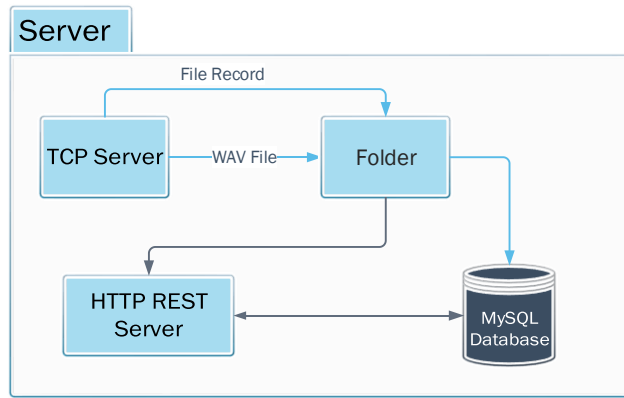 Server
File Record
TCP Server
WAV File
Folder
HTTP REST
Server
MySQL
Database